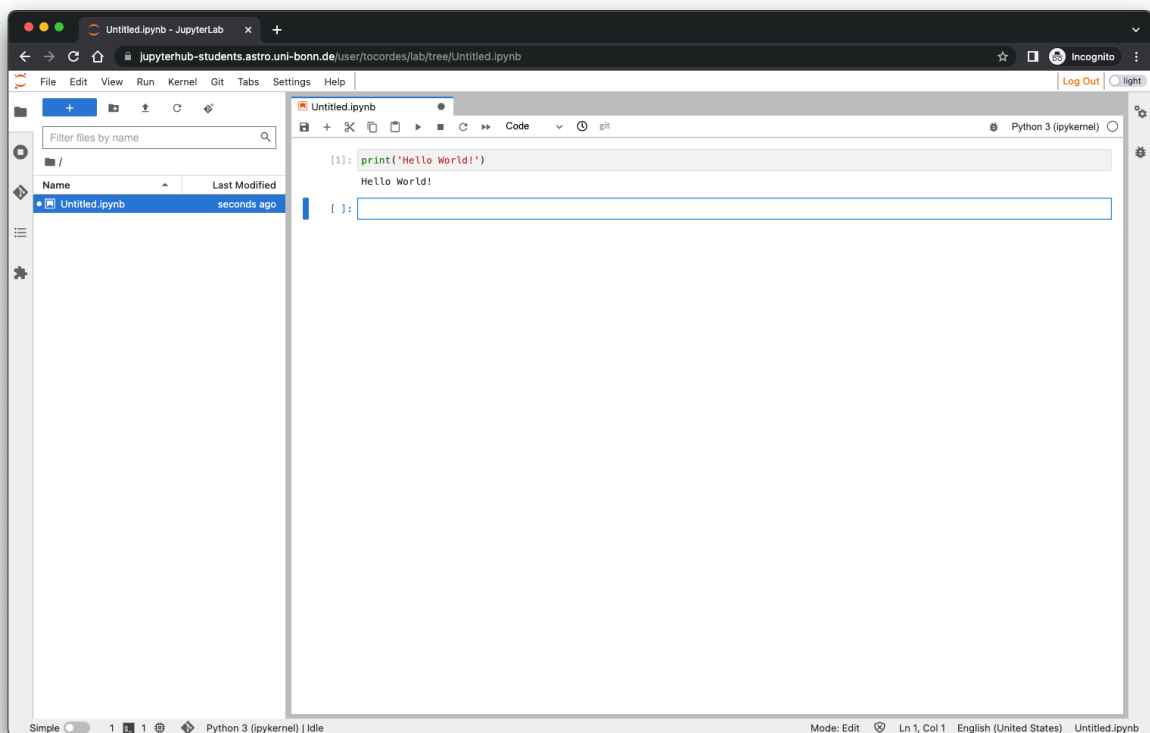 Untitled.ipynb - JupyterLab
jupyterhub-students.astro.uni-bonn.de/user/tocordes/lab/tree/Untitled.ipynb
Incognito
File Edit View Run Kernel Git Tabs Settings Help
Log Out
light
Filter files by name
/
Name Last Modified
Untitled.ipynb seconds ago
Untitled.ipynb
Code
git
Python 3 (ipykernel)
[1]: print('Hello World!')
Hello World!
[ ]:
Simple 1 1 Python 3 (ipykernel) | Idle Mode: Edit Ln 1, Col 1 English (United States) Untitled.ipynb